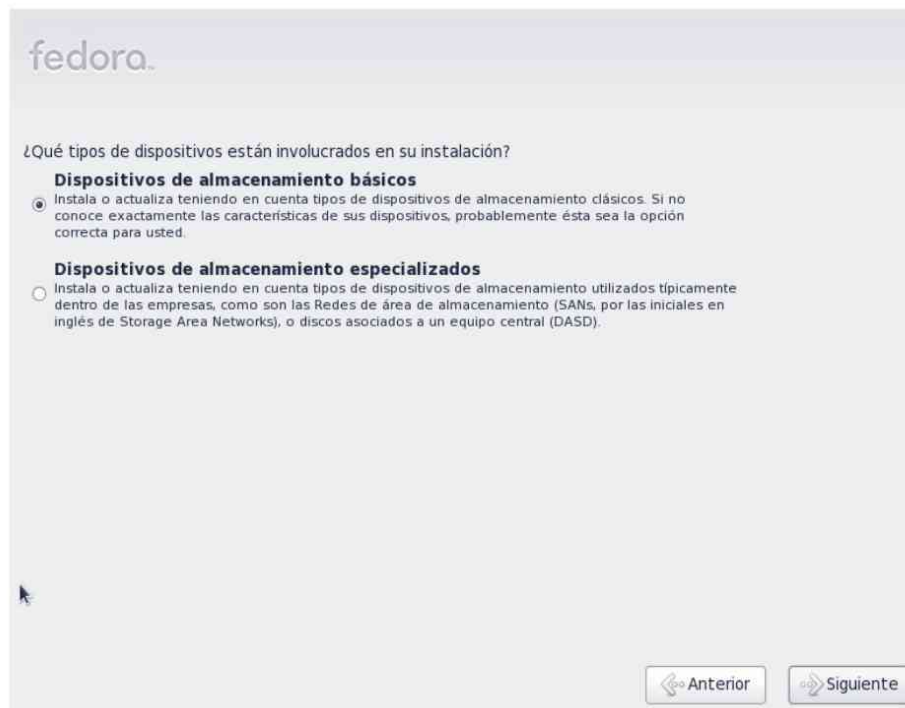 fedora™
¿Qué tipos de dispositivos están involucrados en su instalación?
Dispositivos de almacenamiento básicos
Instala o actualiza teniendo en cuenta tipos de dispositivos de almacenamiento clásicos. Si no
conoce exactamente las características de sus dispositivos, probablemente ésta sea la opción
correcta para usted.
Dispositivos de almacenamiento especializados
Instala o actualiza teniendo en cuenta tipos de dispositivos de almacenamiento utilizados típicamente
dentro de las empresas, como son las Redes de área de almacenamiento (SANs, por las iniciales en
inglés de Storage Area Networks), o discos asociados a un equipo central (DASD).
Anterior
Siguiente